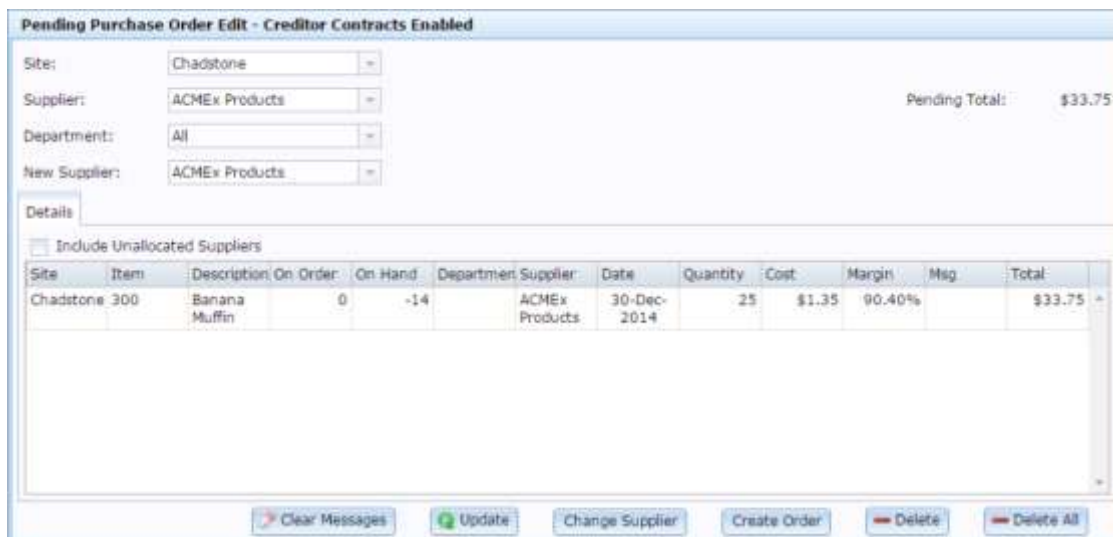 Pending Purchase Order Edit - Creditor Contracts Enabled
Site: Chadstone
Supplier: ACMEx Products Pending Total: $33.75
Department: All
New Supplier: ACMEx Products
Details
Include Unallocated Suppliers
Site Item Description On Order On Hand Departmen Supplier Date Quantity Cost Margin Msg Total
Chadstone 300 Banana 0 -14 ACMEx 30-Dec- 25 $1.35 90.40% $33.75
Muffin Products 2014
Clear Messages Update Change Supplier Create Order Delete Delete All